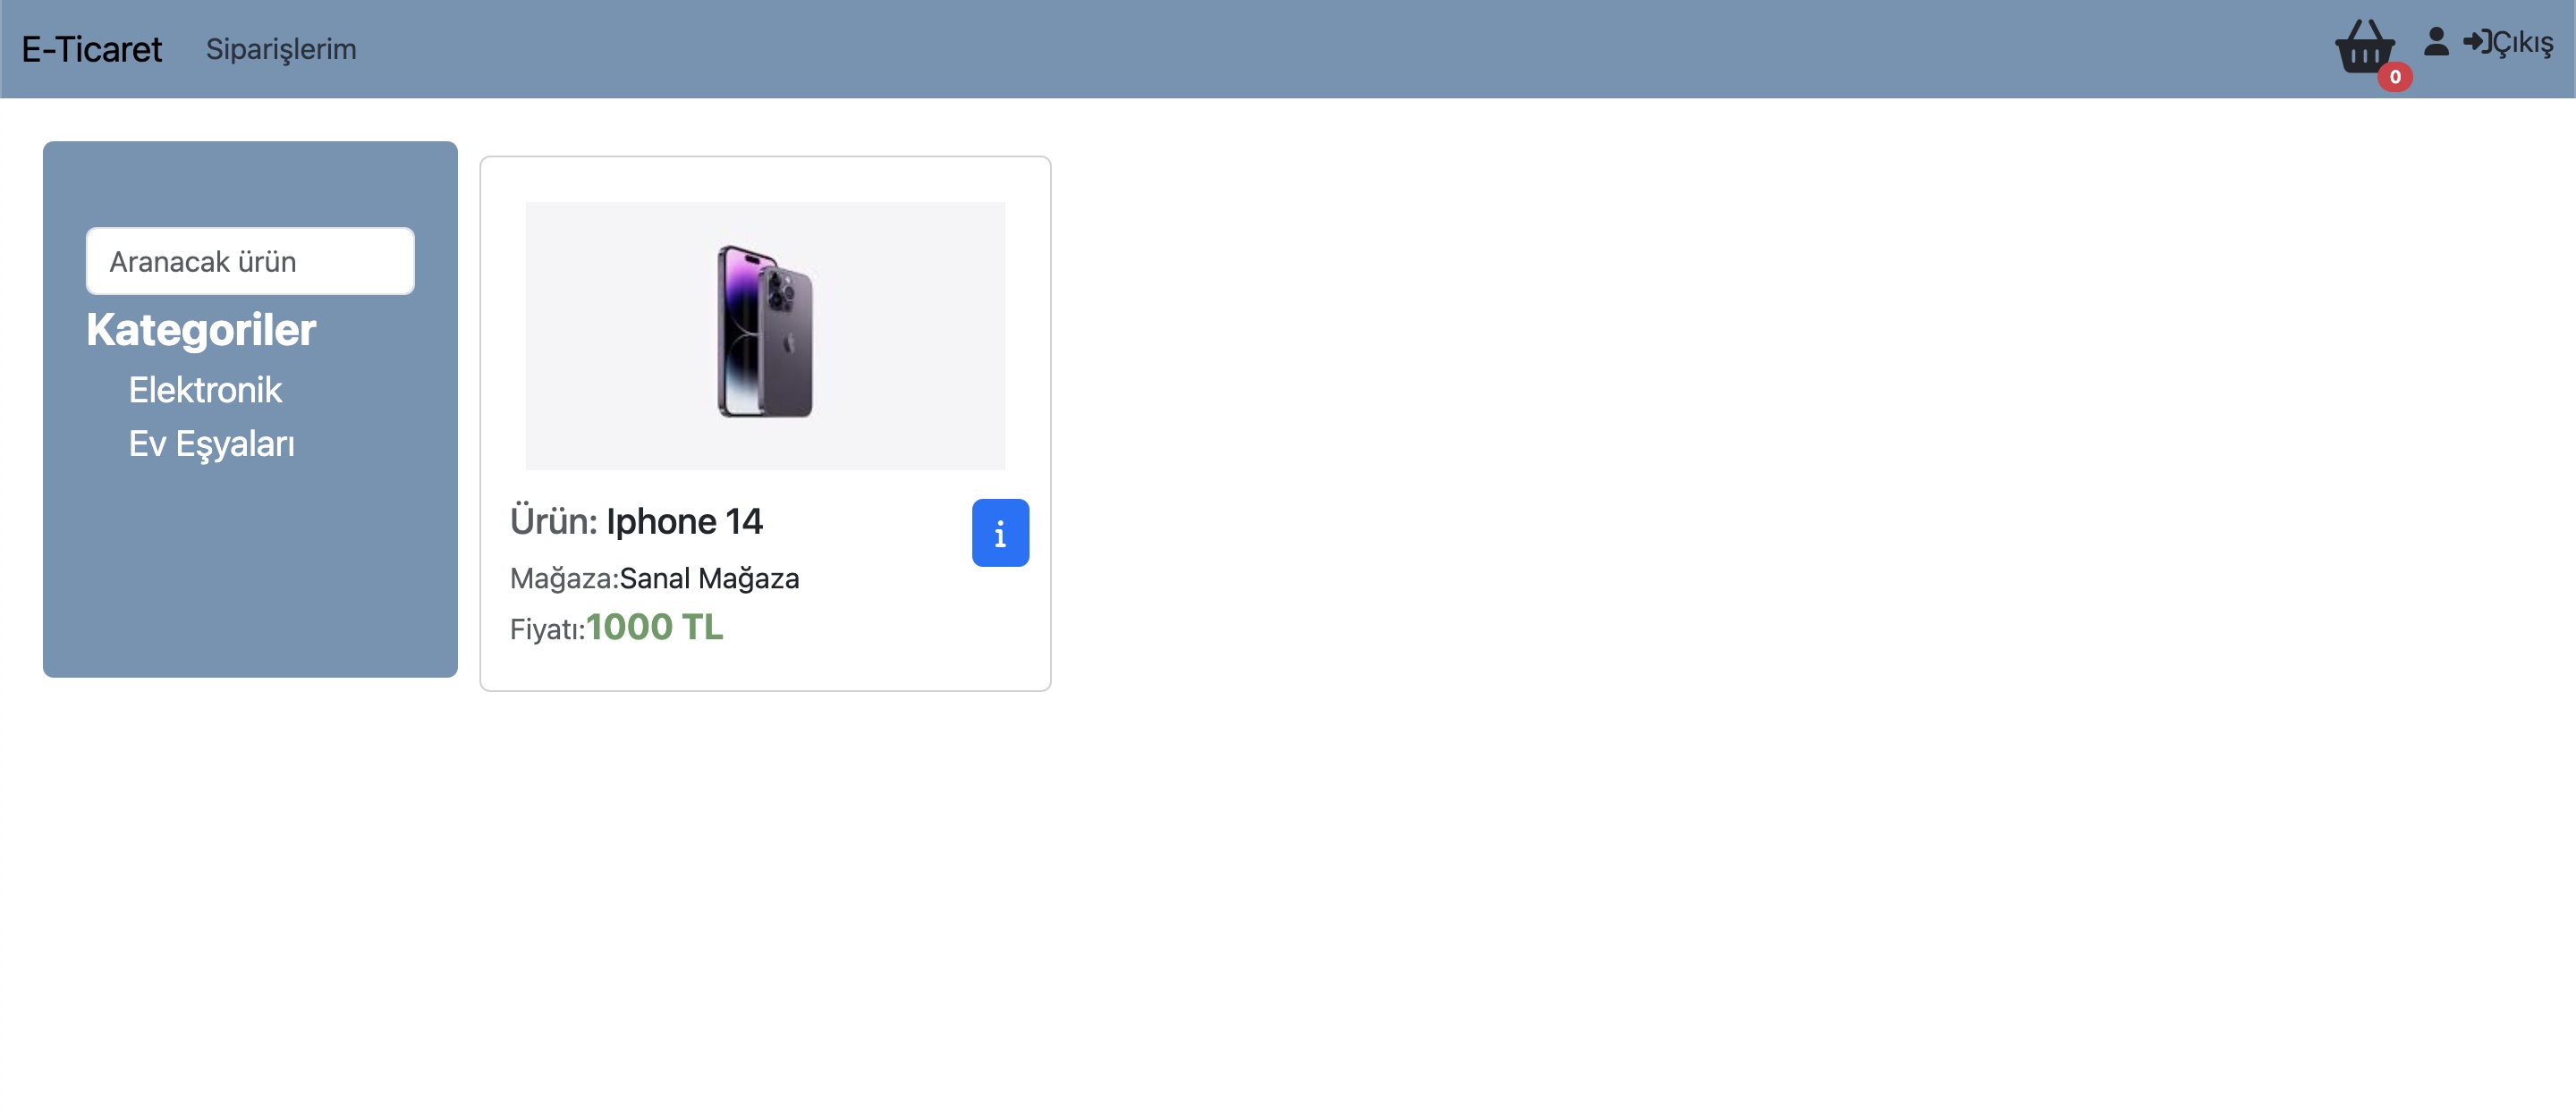 E-Ticaret
Siparişlerim
0
Çıkış
Aranacak ürün
Kategoriler
Elektronik
Ev Eşyaları
Ürün: Iphone 14
Mağaza:Sanal Mağaza
Fiyatı:1000 TL